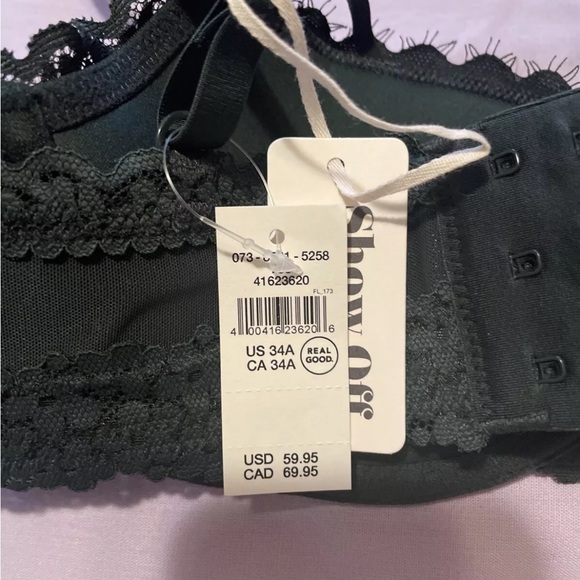 073 - - 5258
41623620
FL_173
4 00416 23620 6
US 34A
CA 34A
REAL
GOOD.
USD 59.95
CAD 69.95
Show Off